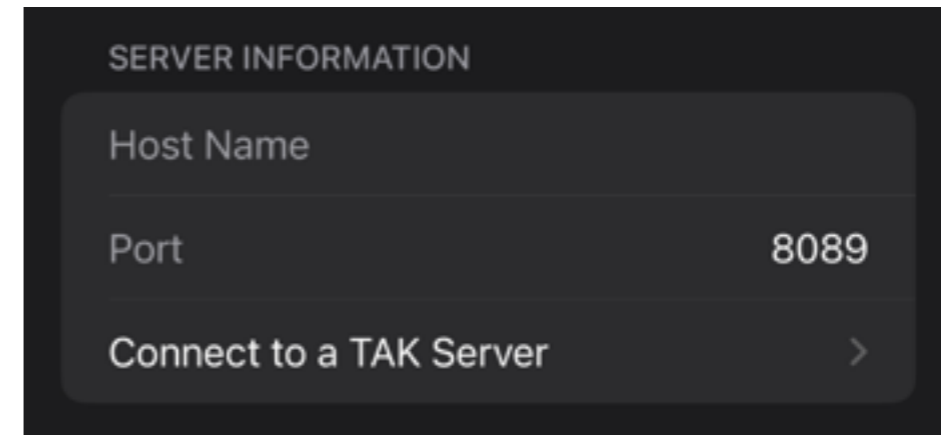 SERVER INFORMATION
Host Name
Port 8089
Connect to a TAK Server